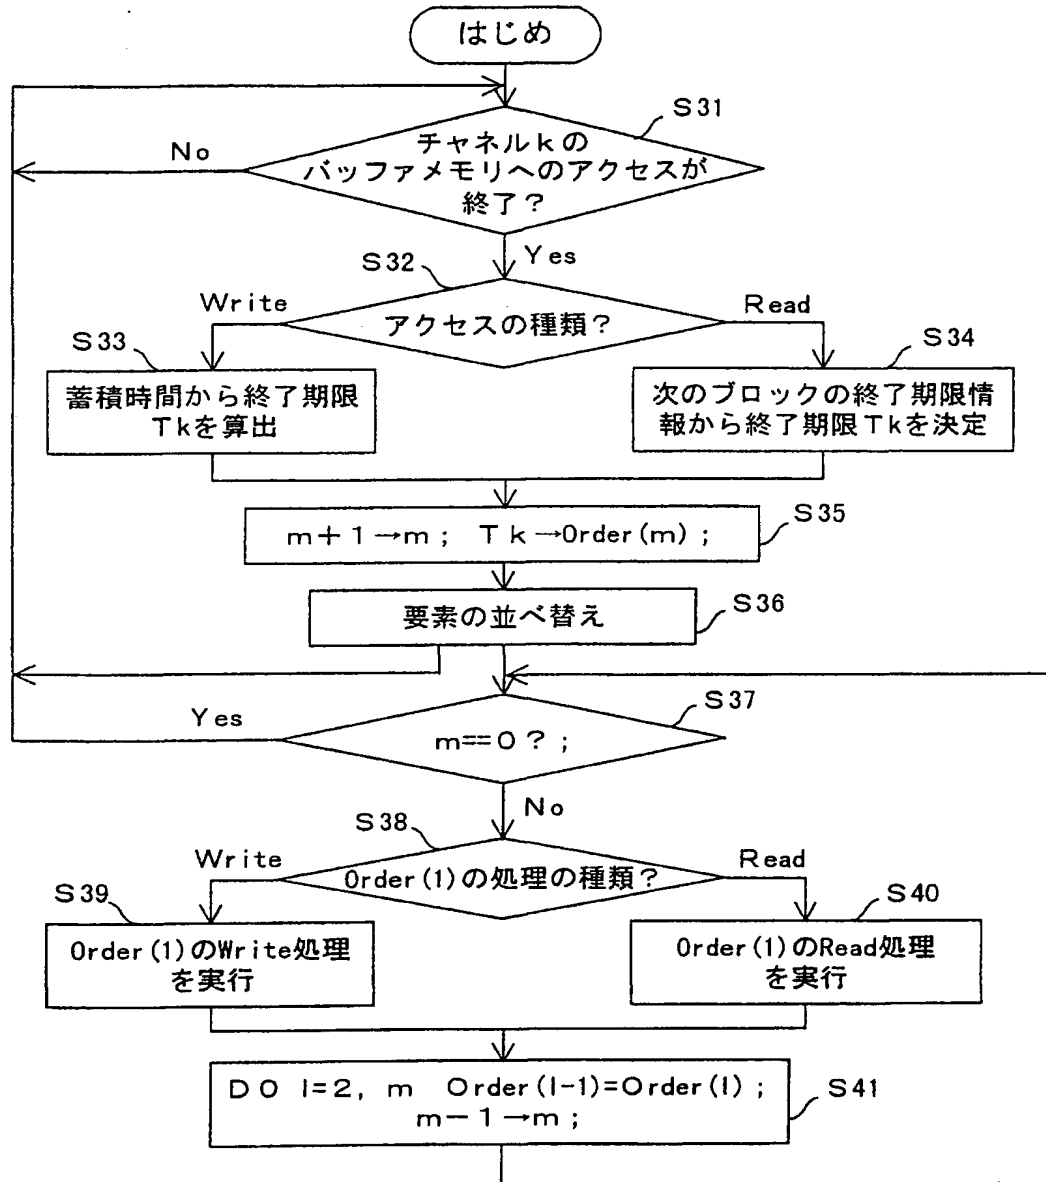 はじめ
S31
チャネルkの
バッファメモリへのアクセスが
終了?
No
Yes
S32
アクセスの種類?
Write
Read
S33
蓄積時間から終了期限
Tkを算出
S34
次のブロックの終了期限情
報から終了期限Tkを決定
S35
m+1→m; Tk→Order(m);
S36
要素の並べ替え
S37
m==0?;
Yes
No
S38
Order(1)の処理の種類?
Write
Read
S39
Order(1)のWrite処理
を実行
S40
Order(1)のRead処理
を実行
S41
DO l=2, m Order(l-1)=Order(l);
m-1→m;